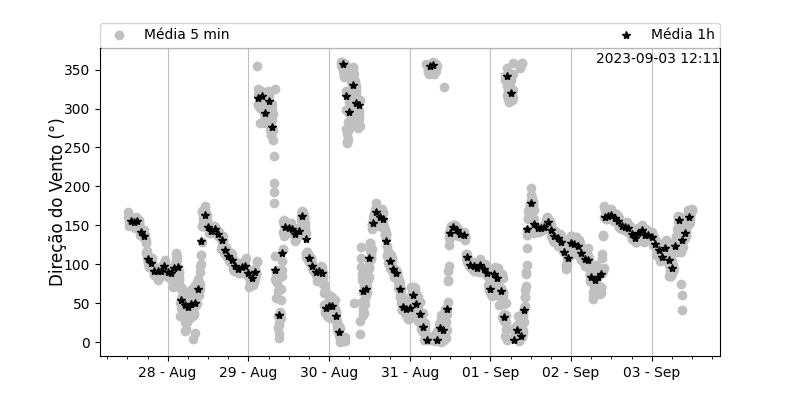 Média 5 min
Média 1h
2023-09-03 12:11
Direção do Vento (°)
350
300
250
200
150
100
50
0
28 - Aug
29 - Aug
30 - Aug
31 - Aug
01 - Sep
02 - Sep
03 - Sep